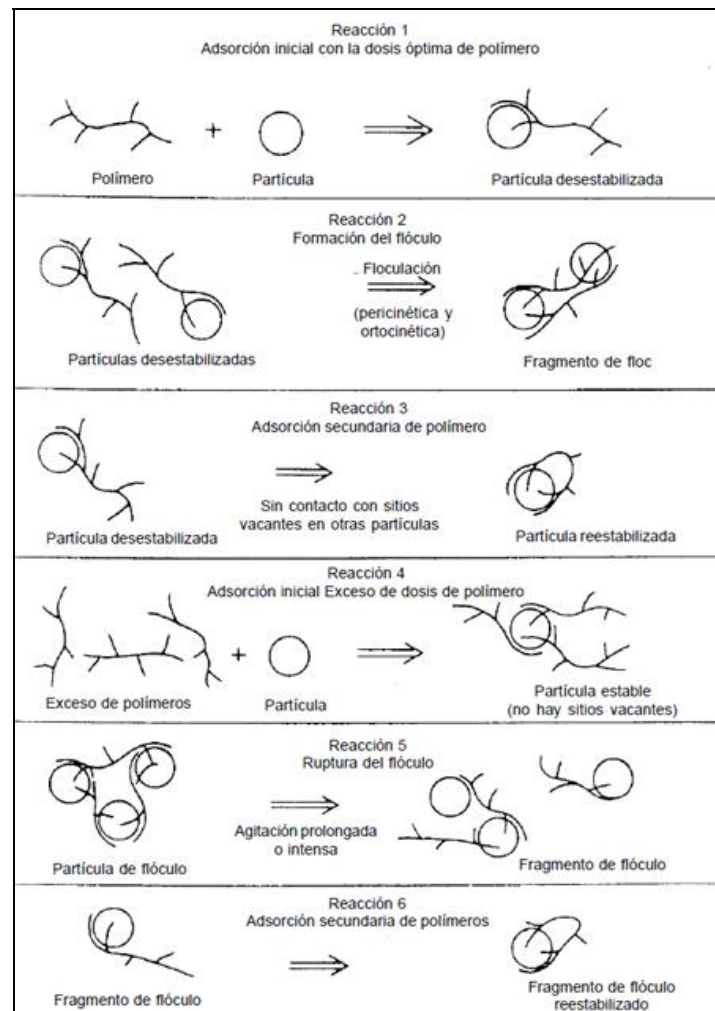 Reacción 1
Adsorción inicial con la dosis óptima de polímero
+
Polímero
Partícula
Partícula desestabilizada
Reacción 2
Formación del flóculo
Floculación
(pericinética y
ortocinética)
Partículas desestabilizadas
Fragmento de floc
Reacción 3
Adsorción secundaria de polímero
Sin contacto con sitios
vacantes en otras partículas
Partícula desestabilizada
Partícula reestabilizada
Reacción 4
Adsorción inicial Exceso de dosis de polímero
+
Exceso de polímeros
Partícula
Partícula estable
(no hay sitios vacantes)
Reacción 5
Ruptura del flóculo
Agitación prolongada
o intensa
Partícula de flóculo
Fragmento de flóculo
Reacción 6
Adsorción secundaria de polímeros
Fragmento de flóculo
Fragmento de flóculo
reestabilizado